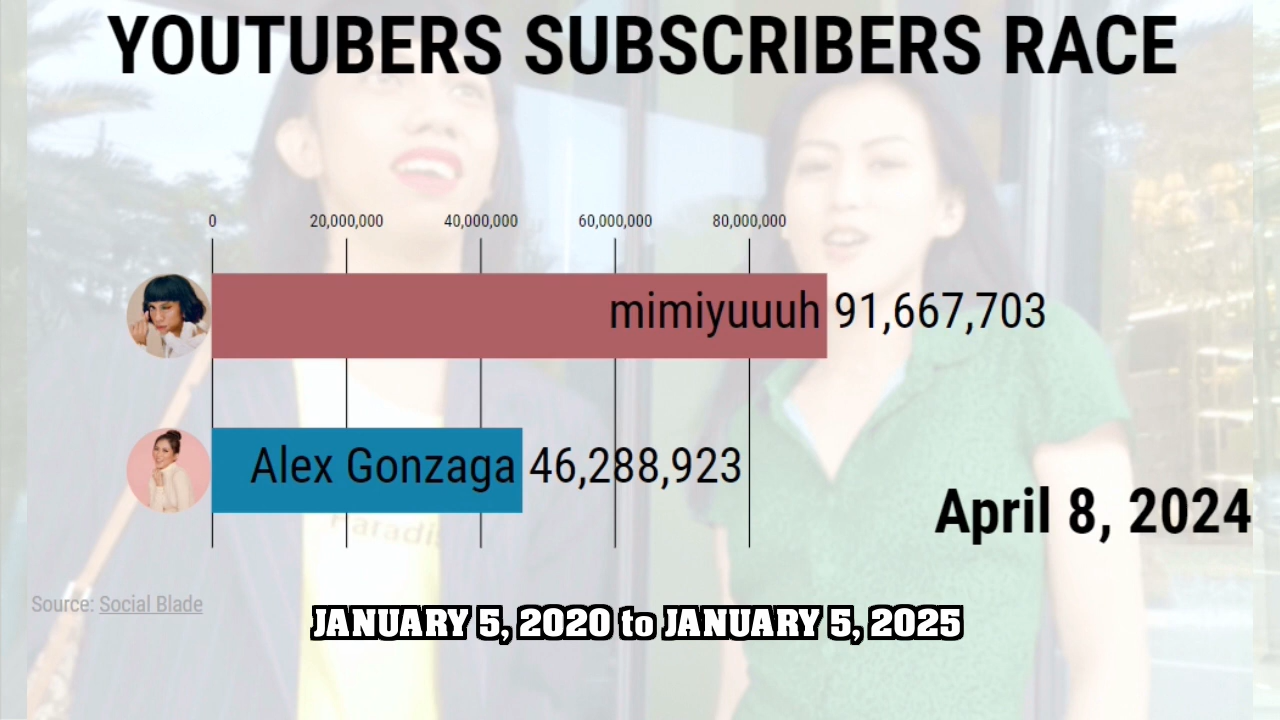 YOUTUBERS SUBSCRIBERS RACE
0 20,000,000 40,000,000 60,000,000 80,000,000
mimiyuuuh 91,667,703
Alex Gonzaga 46,288,923
April 8, 2024
Paradis
Source: Social Blade
JANUARY 5, 2020 to JANUARY 5, 2025